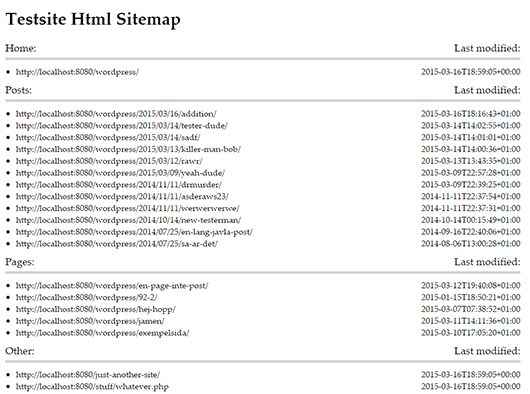 Testsite Html Sitemap
Home: Last modified:
• http://localhost:8080/wordpress/ 2015-03-16T18:59:05+00:00
Posts: Last modified:
• http://localhost:8080/wordpress/2015/03/16/addition/ 2015-03-16T18:16:43+01:00
• http://localhost:8080/wordpress/2015/03/14/tester-dude/ 2015-03-14T14:02:55+01:00
• http://localhost:8080/wordpress/2015/03/14/sadf/ 2015-03-14T14:01:01+01:00
• http://localhost:8080/wordpress/2015/03/13/killer-man-bob/ 2015-03-14T14:00:36+01:00
• http://localhost:8080/wordpress/2015/03/12/rawr/ 2015-03-13T13:43:35+01:00
• http://localhost:8080/wordpress/2015/03/09/yeah-dude/ 2015-03-09T22:57:28+01:00
• http://localhost:8080/wordpress/2014/11/11/drmurder/ 2015-03-09T22:39:25+01:00
• http://localhost:8080/wordpress/2014/11/11/asderaws23/ 2014-11-11T22:37:54+01:00
• http://localhost:8080/wordpress/2014/11/11/werwerwerwe/ 2014-11-11T22:37:31+01:00
• http://localhost:8080/wordpress/2014/10/14/new-testerman/ 2014-10-14T00:15:49+01:00
• http://localhost:8080/wordpress/2014/07/25/en-lang-javla-post/ 2014-09-16T22:40:06+01:00
• http://localhost:8080/wordpress/2014/07/25/sa-ar-det/ 2014-08-06T13:00:28+01:00
Pages: Last modified:
• http://localhost:8080/wordpress/en-page-inte-post/ 2015-03-12T19:40:08+01:00
• http://localhost:8080/wordpress/92-2/ 2015-01-15T18:50:21+01:00
• http://localhost:8080/wordpress/hej-hopp/ 2015-03-07T07:38:52+01:00
• http://localhost:8080/wordpress/jamen/ 2015-03-11T14:11:36+01:00
• http://localhost:8080/wordpress/exempelsida/ 2015-03-10T17:05:20+01:00
Other: Last modified:
• http://localhost:8080/just-another-site/ 2015-03-16T18:59:05+00:00
• http://localhost:8080/stuff/whatever.php 2015-03-16T18:59:05+00:00